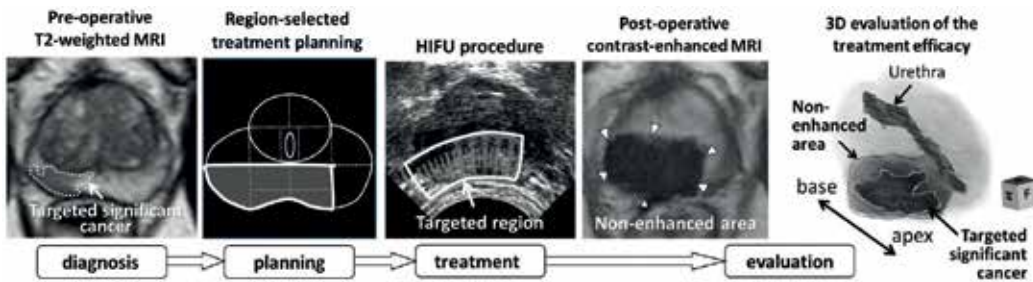 Pre-operative
T2-weighted MRI
Targeted significant
cancer
Region-selected
treatment planning
HIFU procedure
Targeted region
Post-operative
contrast-enhanced MRI
Non-enhanced area
3D evaluation of the
treatment efficacy
Urethra
Non-
enhanced
area
base
apex
Targeted
significant
cancer
diagnosis
planning
treatment
evaluation